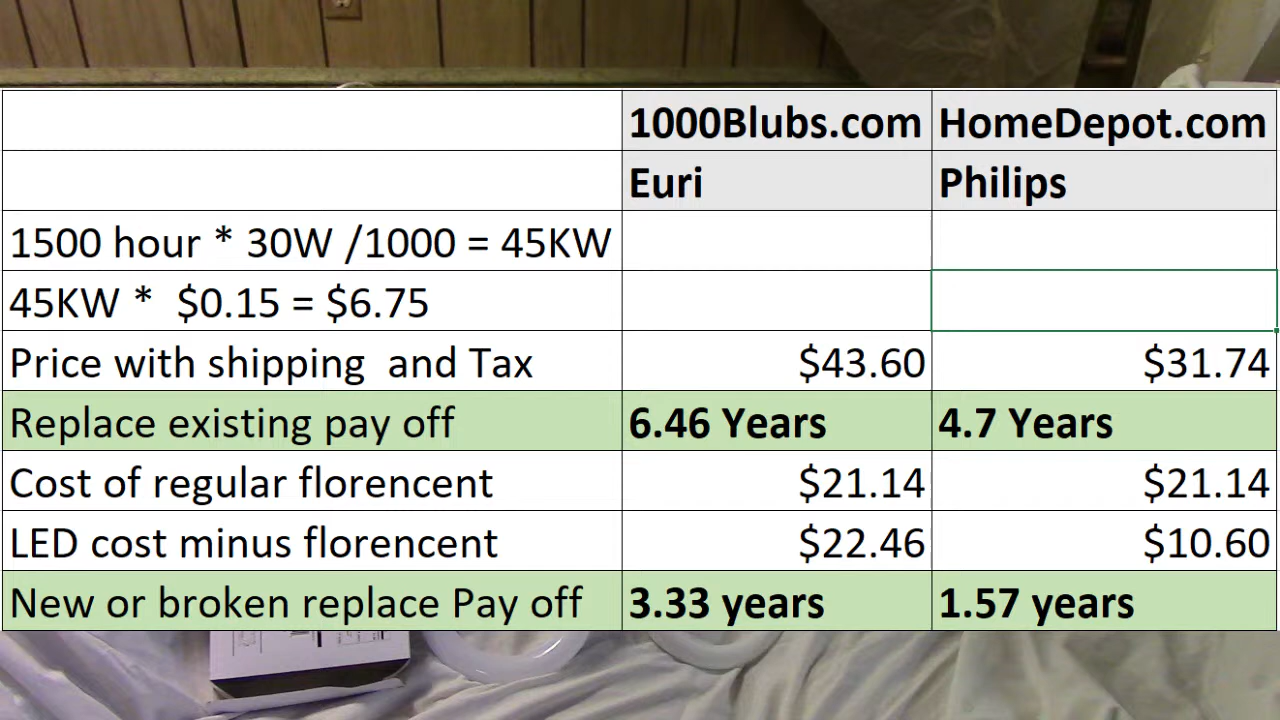 1000Blubs.com HomeDepot.com
Euri Philips
1500 hour * 30W /1000 = 45KW
45KW * $0.15 = $6.75
Price with shipping and Tax $43.60 $31.74
Replace existing pay off 6.46 Years 4.7 Years
Cost of regular florencent $21.14 $21.14
LED cost minus florencent $22.46 $10.60
New or broken replace Pay off 3.33 years 1.57 years